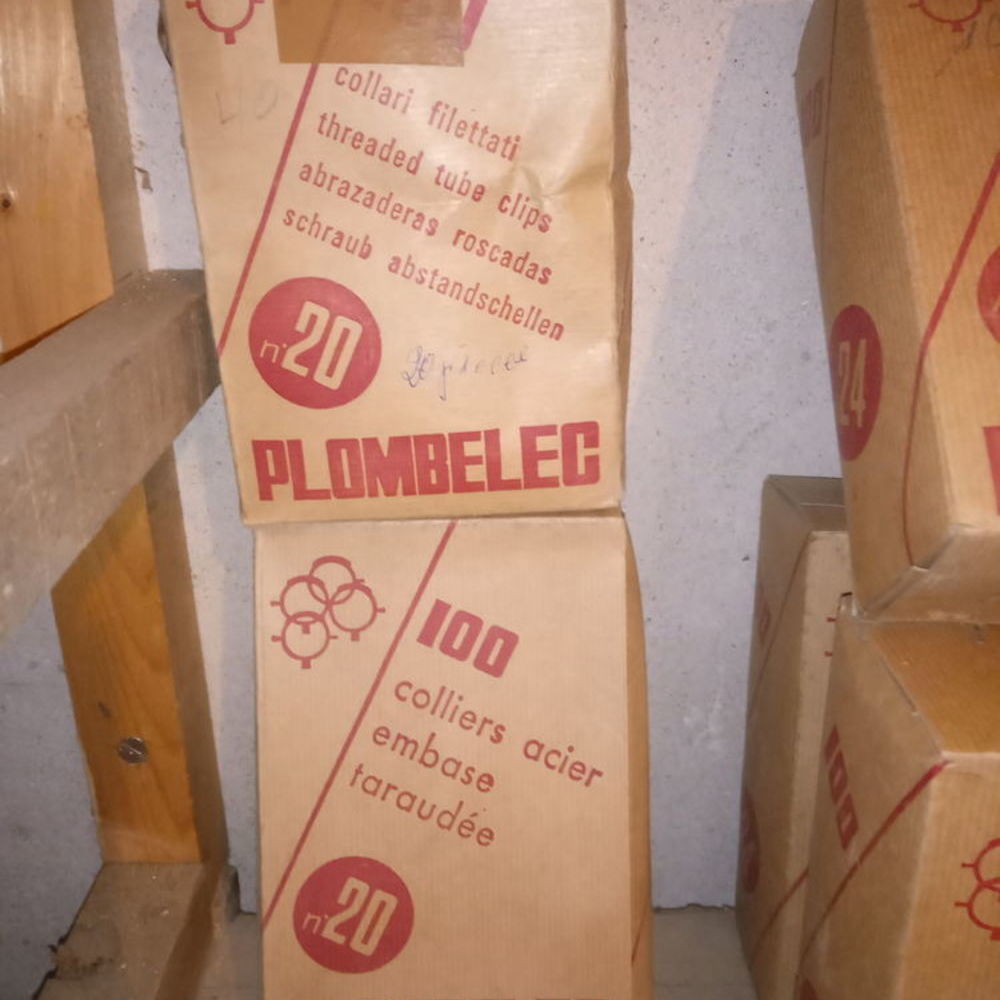 collari filettati
threaded tube clips
abrazaderas roscadas
schraub abstandschellen
n° 20
PLOMBELEC
100
colliers acier
embase
taraudée
n° 20
24
100